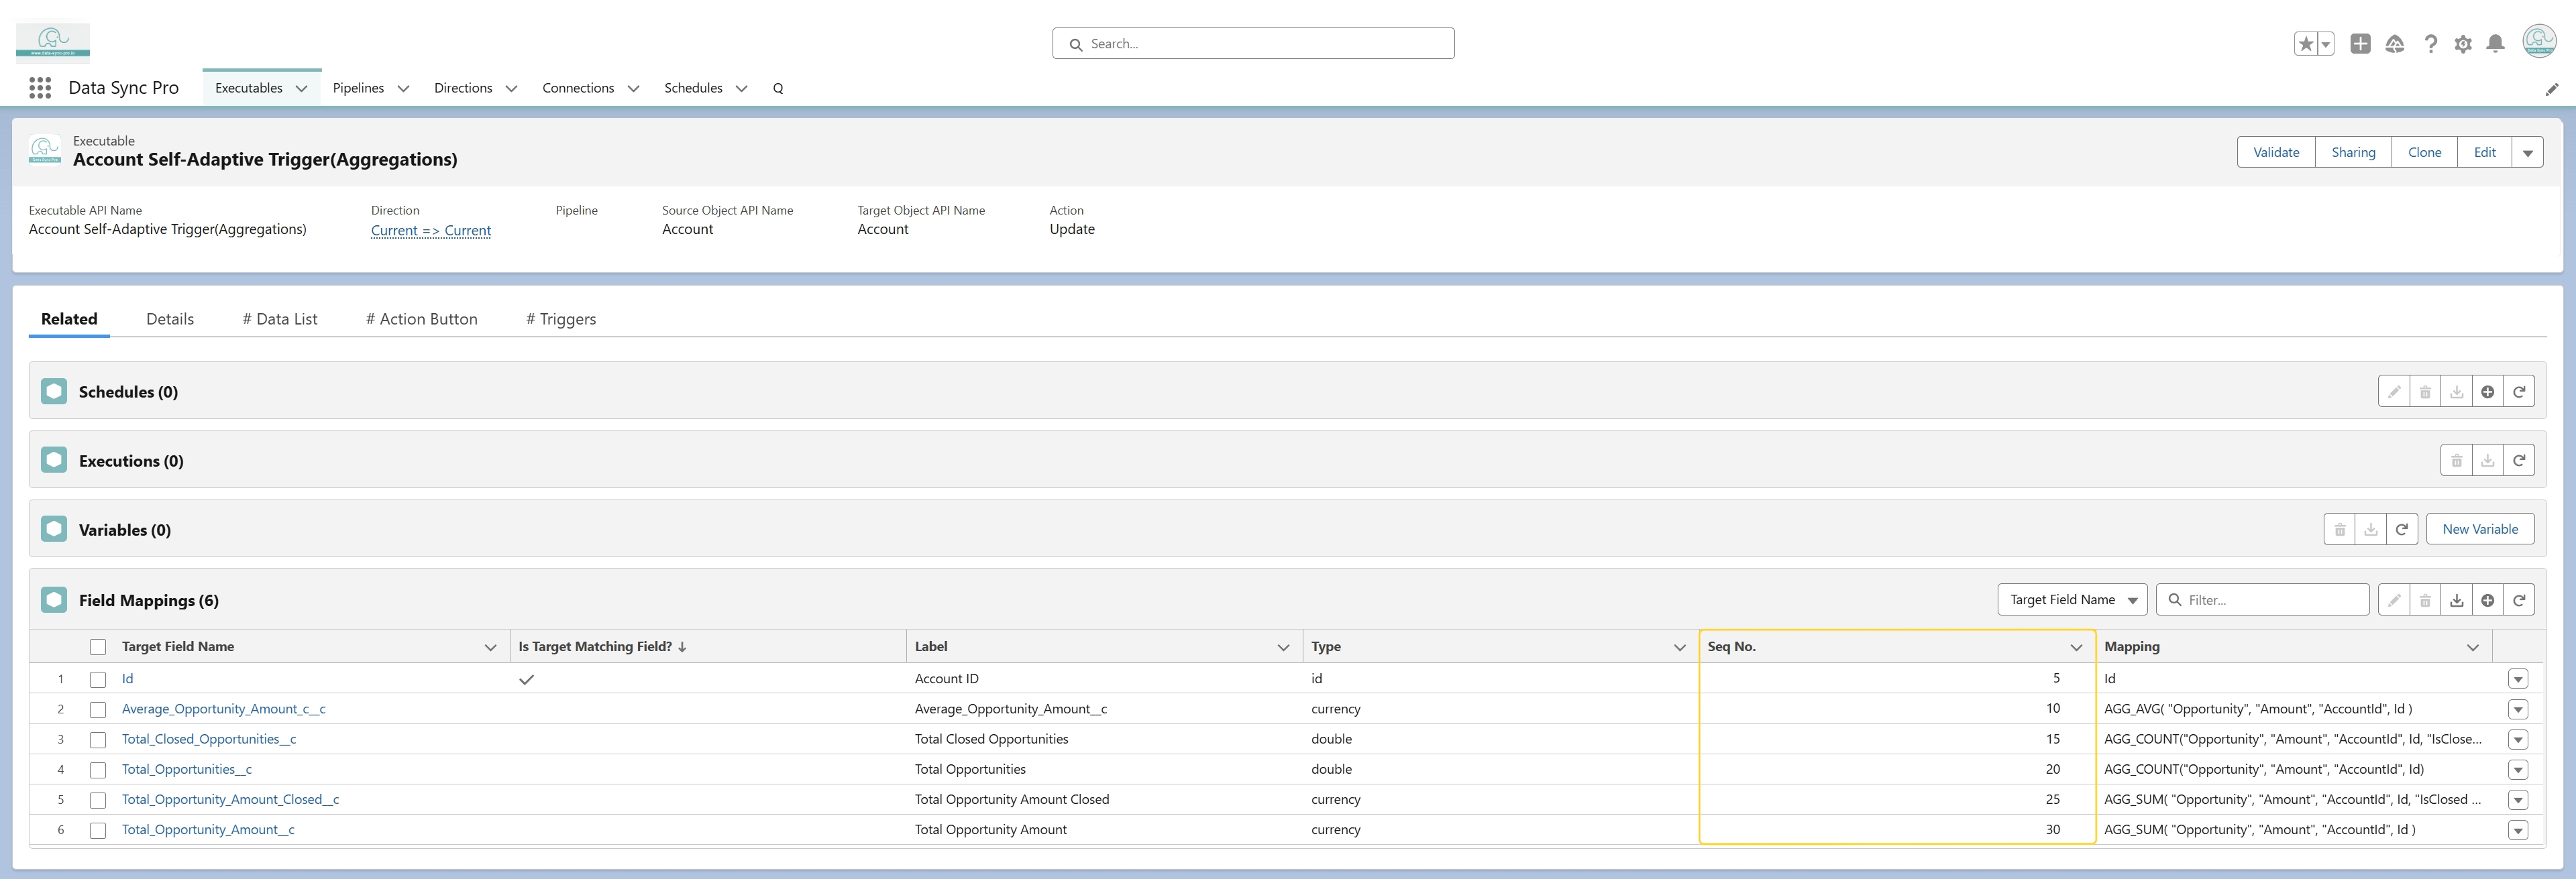 www.data-sync-pro.io
Search...
Data Sync Pro
Executables
Pipelines
Directions
Connections
Schedules
Q
Executable
Account Self-Adaptive Trigger(Aggregations)
Validate
Sharing
Clone
Edit
Executable API Name
Direction
Pipeline
Source Object API Name
Target Object API Name
Action
Account Self-Adaptive Trigger(Aggregations)
Current => Current
Account
Account
Update
Related
Details
# Data List
# Action Button
# Triggers
Schedules (0)
Executions (0)
Variables (0)
New Variable
Field Mappings (6)
Target Field Name
Filter...
Target Field Name Is Target Matching Field? Label Type Seq No. Mapping
1 Id Account ID id 5 Id
2 Average_Opportunity_Amount_c__c Average_Opportunity_Amount__c currency 10 AGG_AVG( "Opportunity", "Amount", "AccountId", Id )
3 Total_Closed_Opportunities__c Total Closed Opportunities double 15 AGG_COUNT("Opportunity", "Amount", "AccountId", Id, "IsClose...
4 Total_Opportunities__c Total Opportunities double 20 AGG_COUNT("Opportunity", "Amount", "AccountId", Id)
5 Total_Opportunity_Amount_Closed__c Total Opportunity Amount Closed currency 25 AGG_SUM( "Opportunity", "Amount", "AccountId", Id, "IsClosed ...
6 Total_Opportunity_Amount__c Total Opportunity Amount currency 30 AGG_SUM( "Opportunity", "Amount", "AccountId", Id )